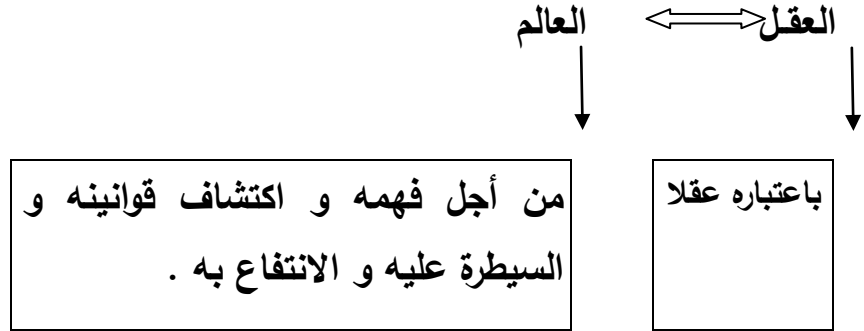 العقل العالم
باعتباره عقلا
من أجل فهمه و اكتشاف قوانينه و
السيطرة عليه و الانتفاع به .